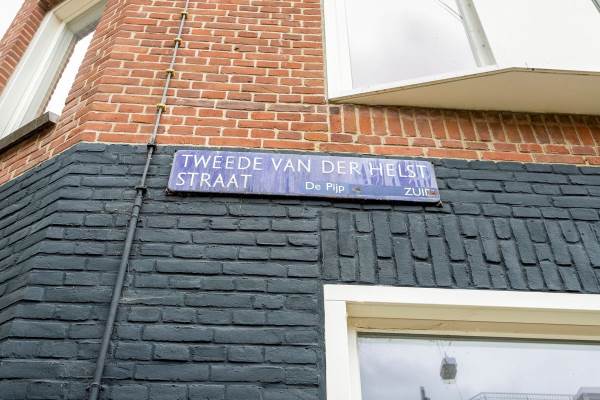 TWEEDE VAN DER HELST
STRAAT De Pijp ZUID